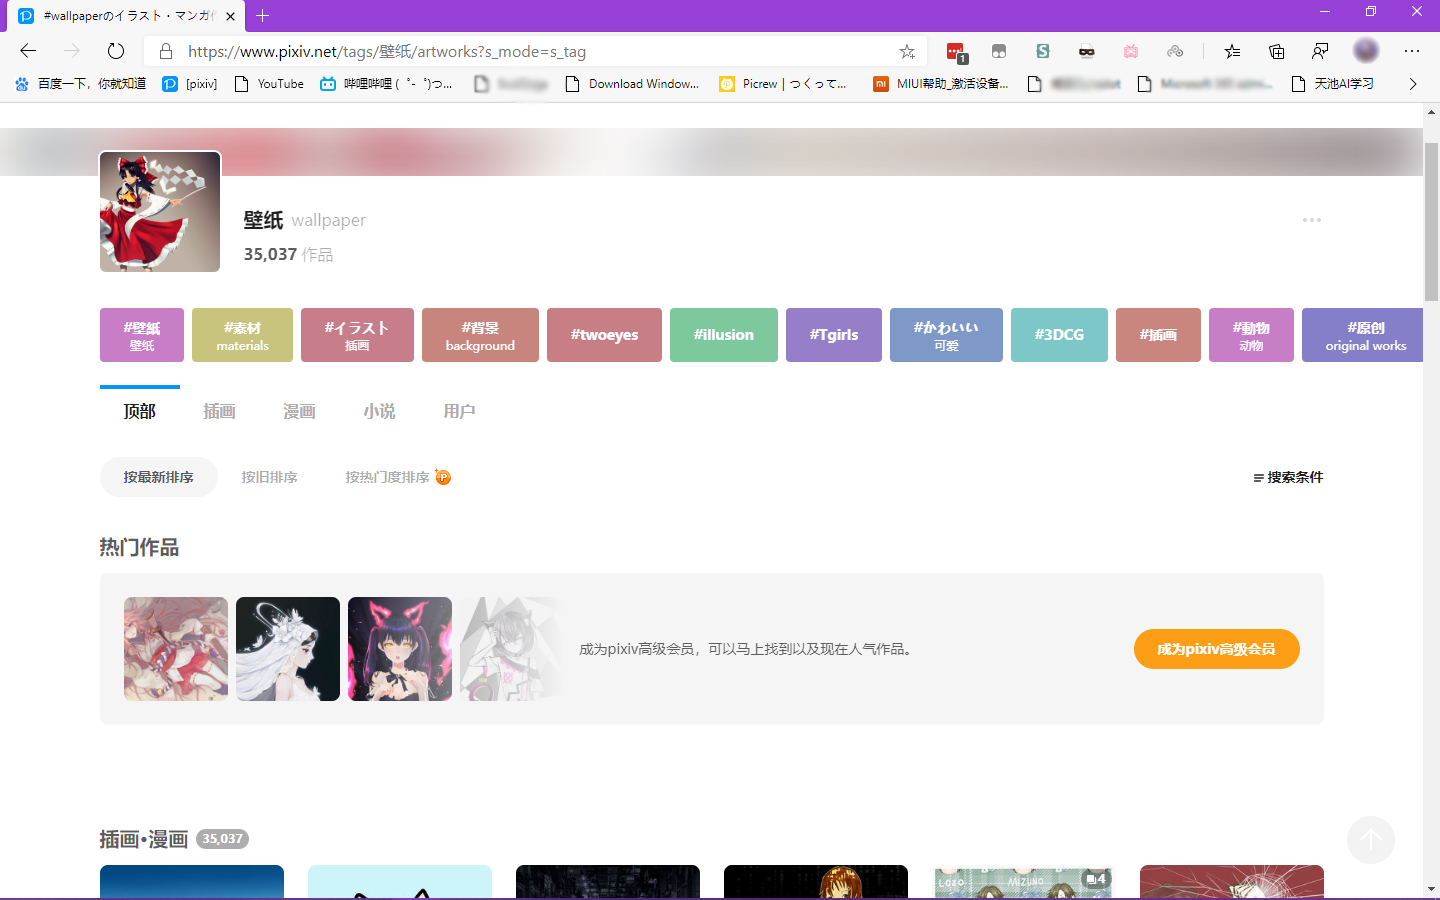 #wallpaperのイラスト・マンガ
https://www.pixiv.net/tags/壁纸/artworks?s_mode=s_tag
1
百度一下，你就知道
[pixiv]
YouTube
哔哩哔哩 (゜-゜)つ...
Download Window...
Picrew｜つくって...
MIUI帮助_激活设备...
天池AI学习
壁纸 wallpaper
35,037 作品
#壁紙
壁纸
#素材
materials
#イラスト
插画
#背景
background
#twoeyes
#illusion
#Tgirls
#かわいい
可爱
#3DCG
#插画
#動物
动物
#原创
original works
顶部
插画
漫画
小说
用户
按最新排序
按旧排序
按热门度排序
P
搜索条件
热门作品
成为pixiv高级会员，可以马上找到以及现在人气作品。
成为pixiv高级会员
插画•漫画 35,037
LOZO
MIZUNO
4